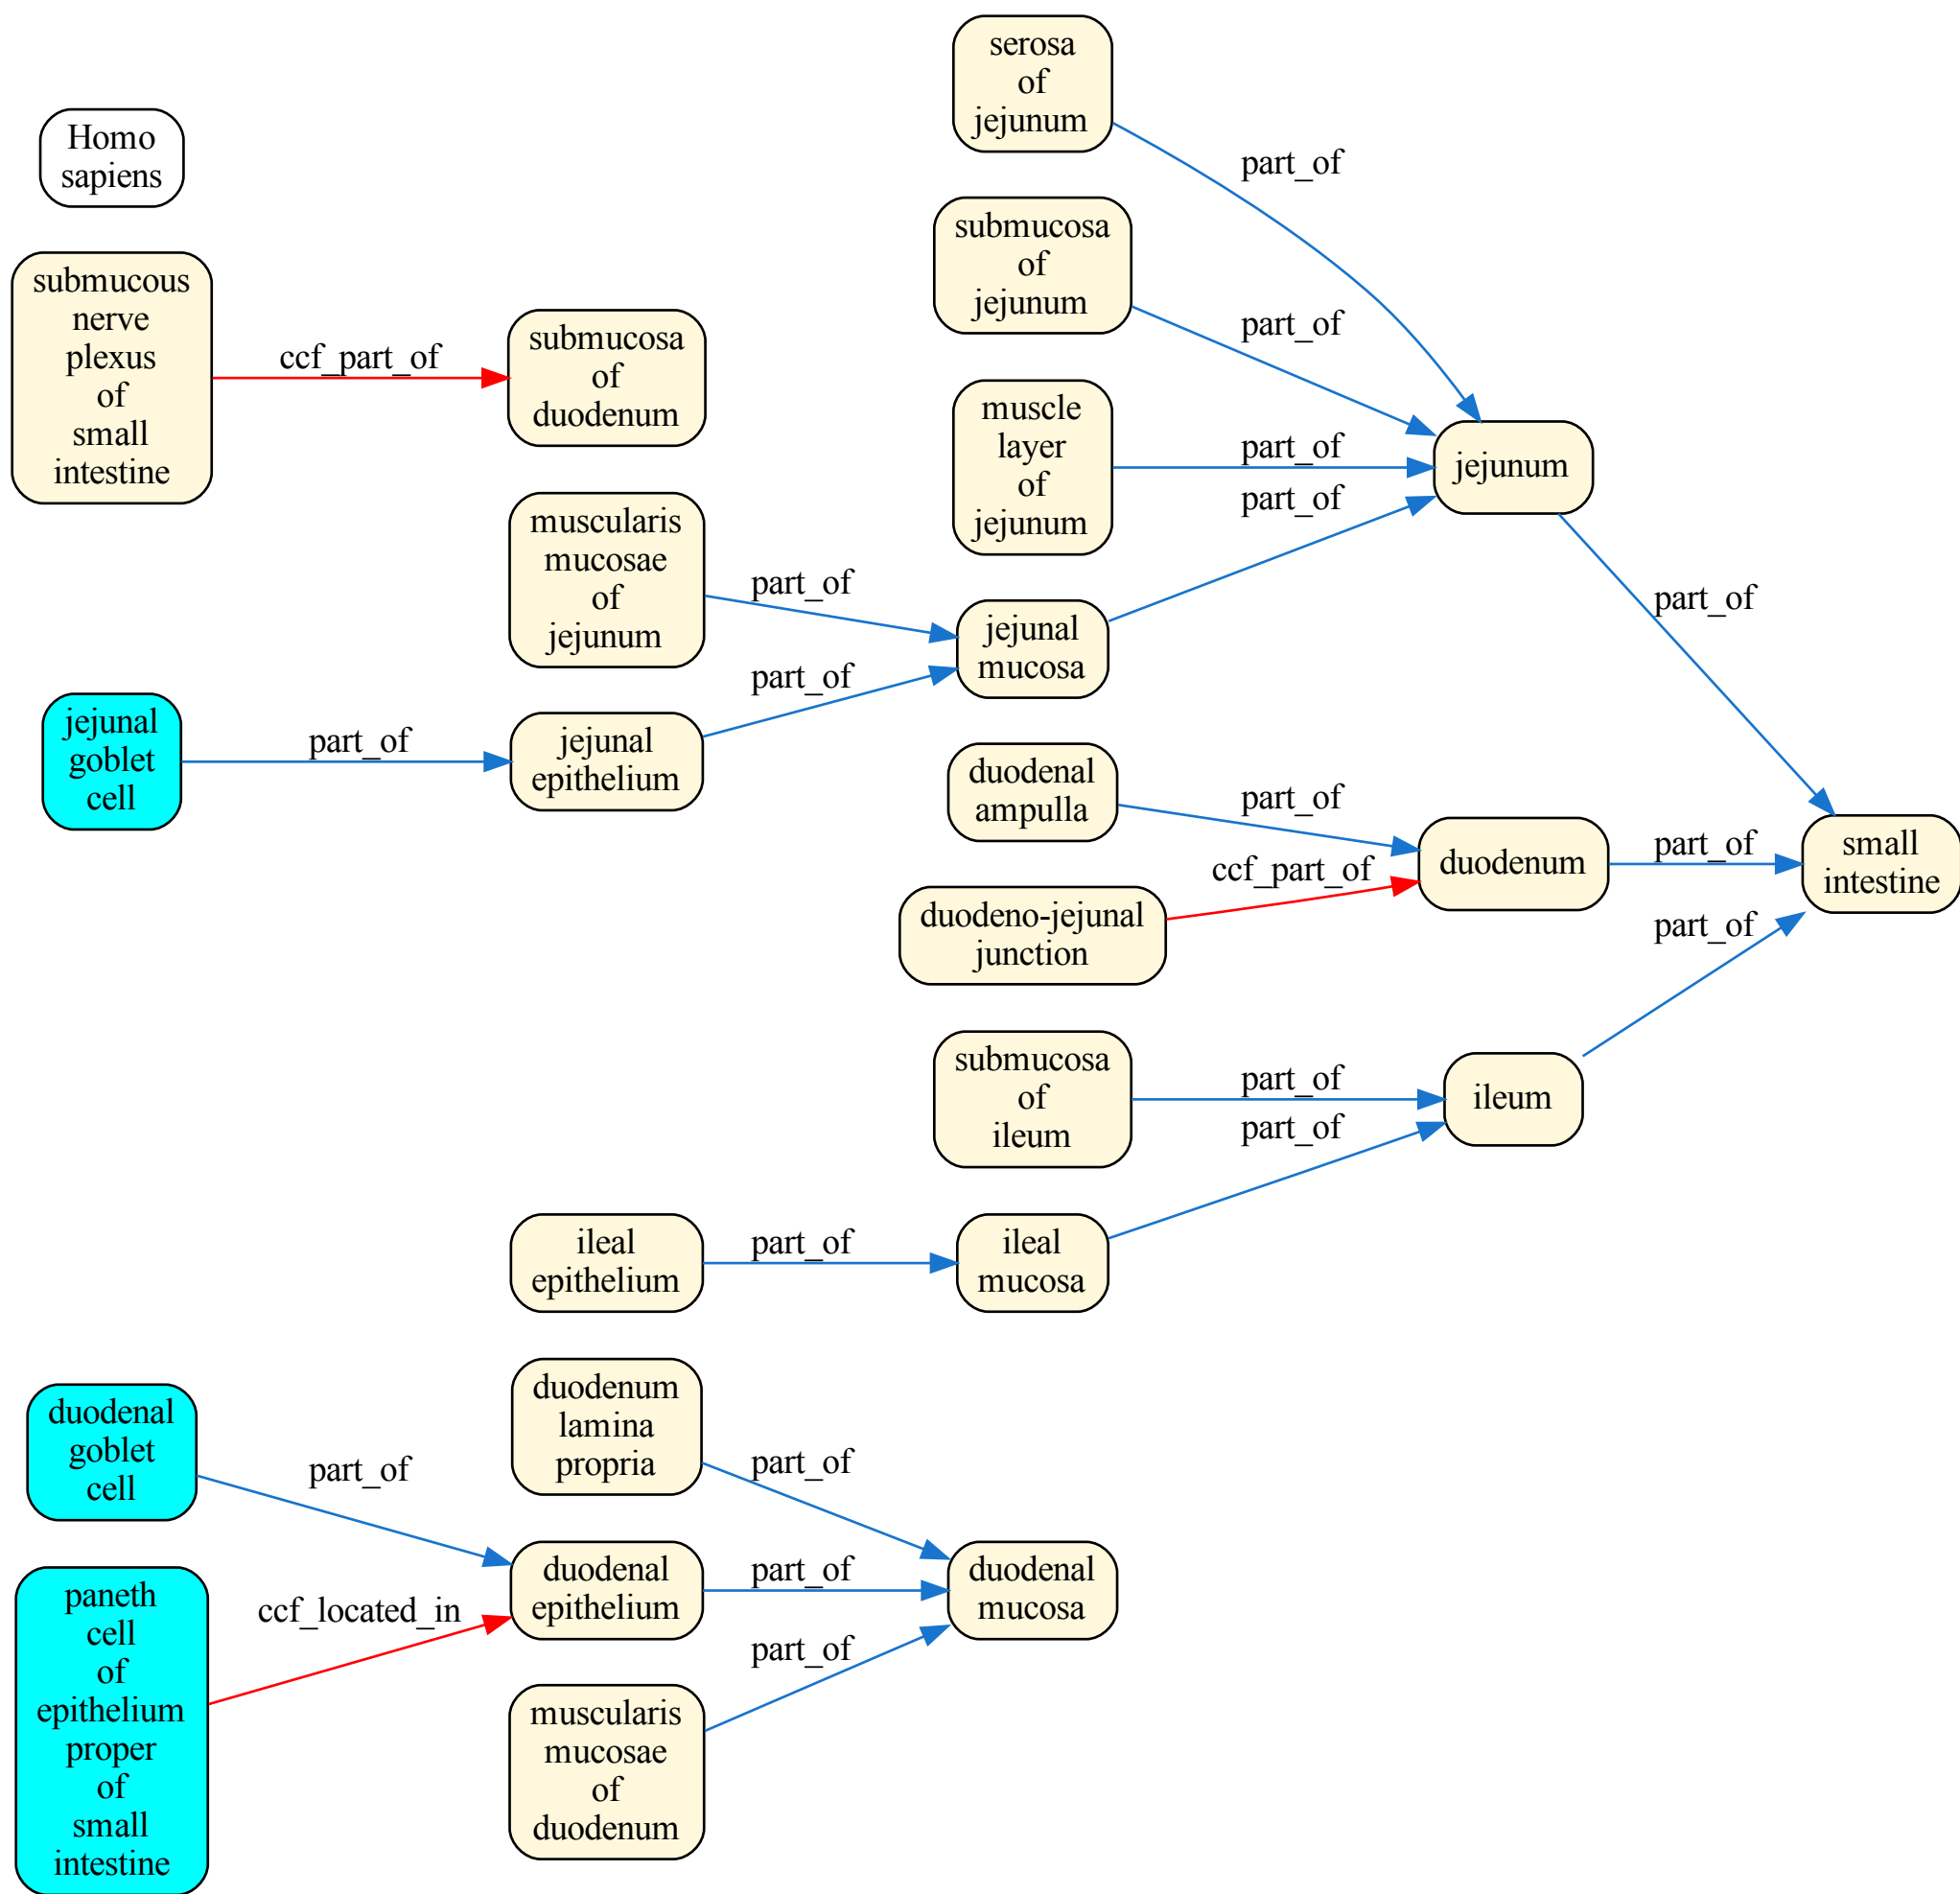 serosa
of
jejunum
part_of
Homo
sapiens
submucosa
of
jejunum
part_of
submucous
nerve
plexus
of
small
intestine
ccf_part_of
submucosa
of
duodenum
muscle
layer
of
jejunum
part_of
jejunum
part_of
muscularis
mucosae
of
jejunum
part_of
jejunal
mucosa
part_of
jejunal
goblet
cell
part_of
jejunal
epithelium
part_of
duodenal
ampulla
part_of
duodenum
part_of
small
intestine
duodeno-jejunal
junction
ccf_part_of
part_of
submucosa
of
ileum
part_of
ileum
part_of
ileal
epithelium
part_of
ileal
mucosa
duodenum
lamina
propria
part_of
duodenal
goblet
cell
part_of
duodenal
epithelium
part_of
duodenal
mucosa
paneth
cell
of
epithelium
proper
of
small
intestine
ccf_located_in
part_of
muscularis
mucosae
of
duodenum